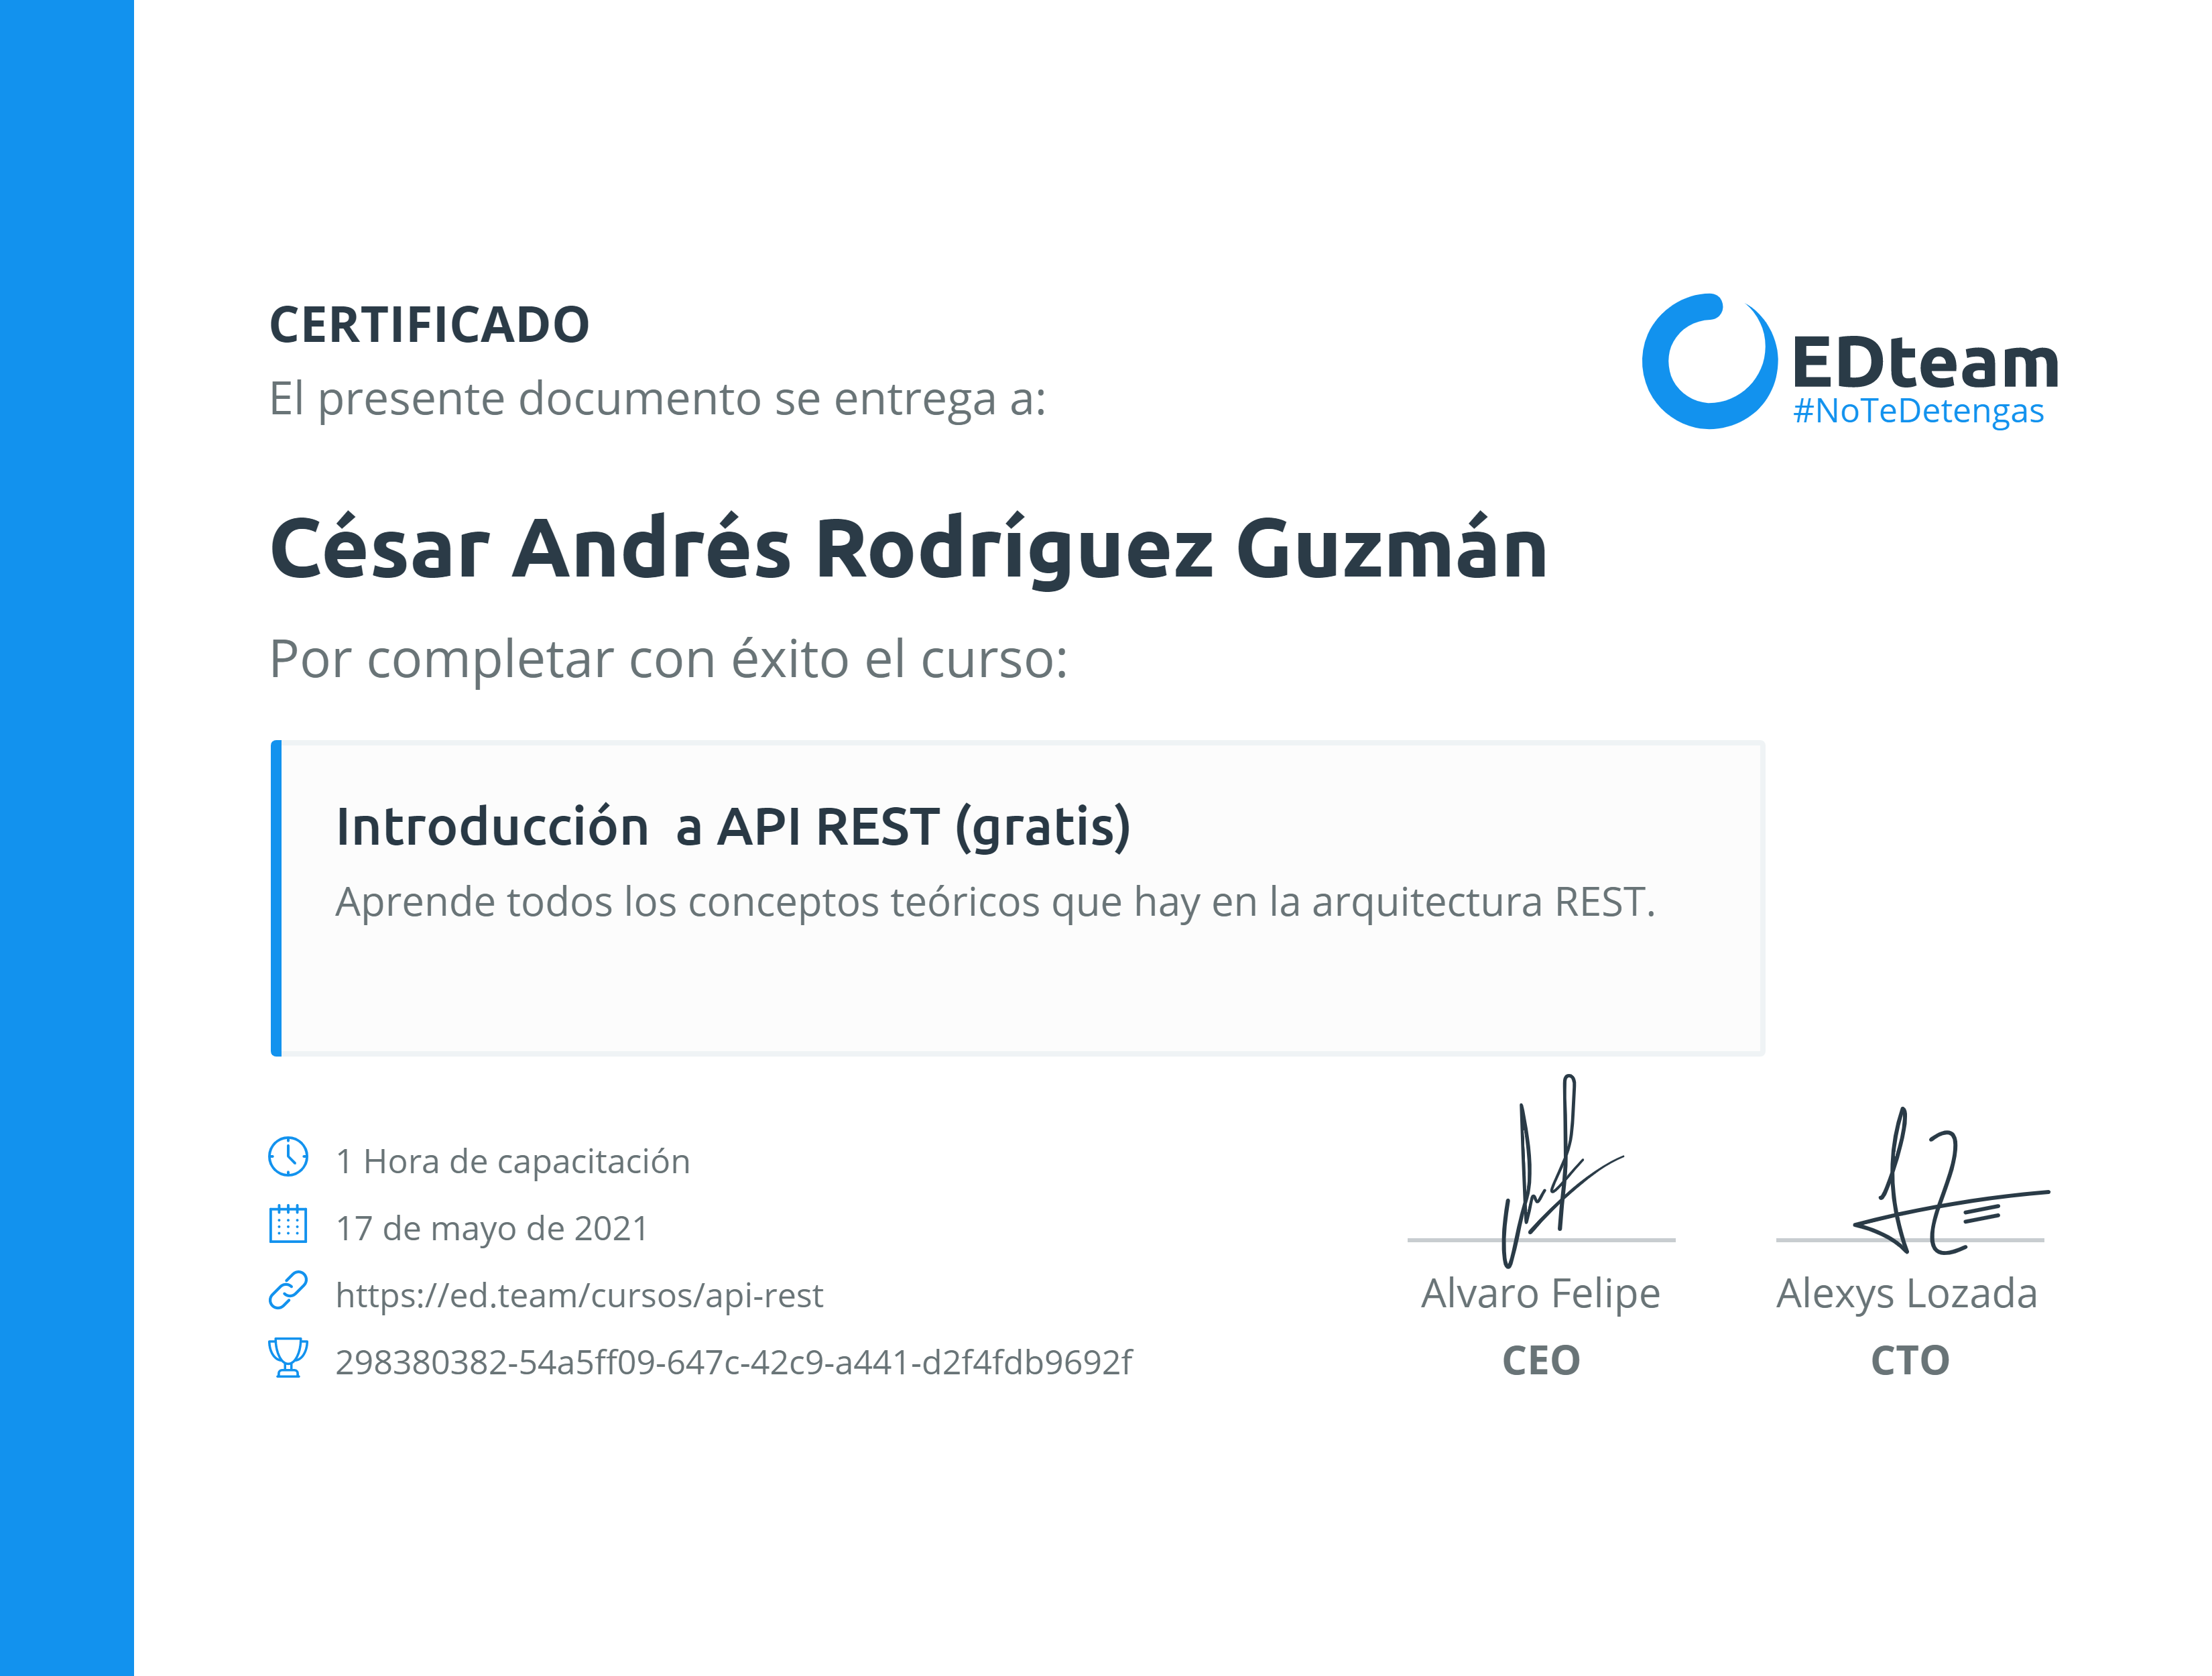 CERTIFICADO
El presente documento se entrega a:
EDteam
#NoTeDetengas
César Andrés Rodríguez Guzmán
Por completar con éxito el curso:
Introducción  a API REST (gratis)
Aprende todos los conceptos teóricos que hay en la arquitectura REST.
1 Hora de capacitación
17 de mayo de 2021
https://ed.team/cursos/api-rest
298380382-54a5ff09-647c-42c9-a441-d2f4fdb9692f
Alvaro Felipe
CEO
Alexys Lozada
CTO